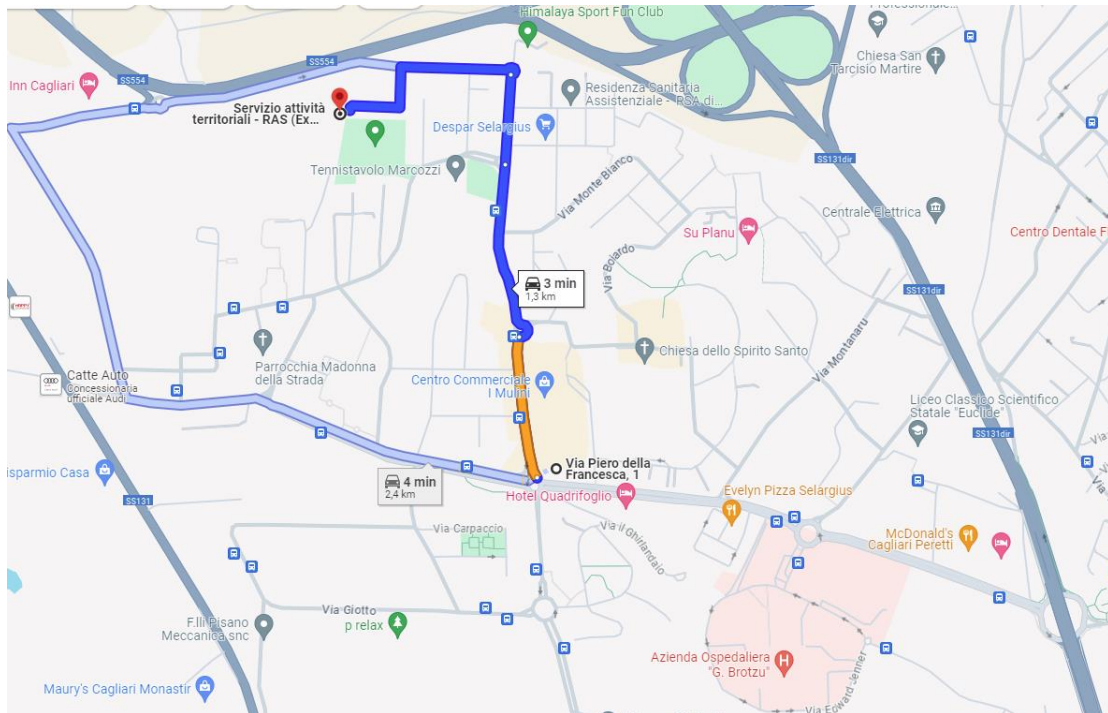 Himalaya Sport Fun Club
Chiesa San
Tarcisio Martire
SS554
SS554
Inn Cagliari
Servizio attività
territoriali - RAS (Ex...
Residenza Sanitaria
Assistenziale - RSA di...
Despar Selargius
Tennistavolo Marcozzi
SS131dir
Via Monte Bianco
Centrale Elettrica
Su Planu
Centro Dentale F
Via Boiardo
3 min
1,3 km
SS131dir
Via Montanaru
Parrocchia Madonna
della Strada
Chiesa dello Spirito Santo
Catte Auto
Concessionaria
ufficiale Audi
Centro Commerciale
I Mulini
Liceo Classico Scientifico
Statale "Euclide"
SS131dir
Via Piero della
Francesca, 1
isparmio Casa
4 min
2,4 km
SS131
Hotel Quadrifoglio
Evelyn Pizza Selargius
Via Carpaccio
Via il Ghirlandaio
McDonald's
Cagliari Peretti
Via Giotto
p relax
F.lli Pisano
Meccanica snc
Azienda Ospedaliera
"G. Brotzu"
H
Maury's Cagliari Monastir
Via Edward Jenner